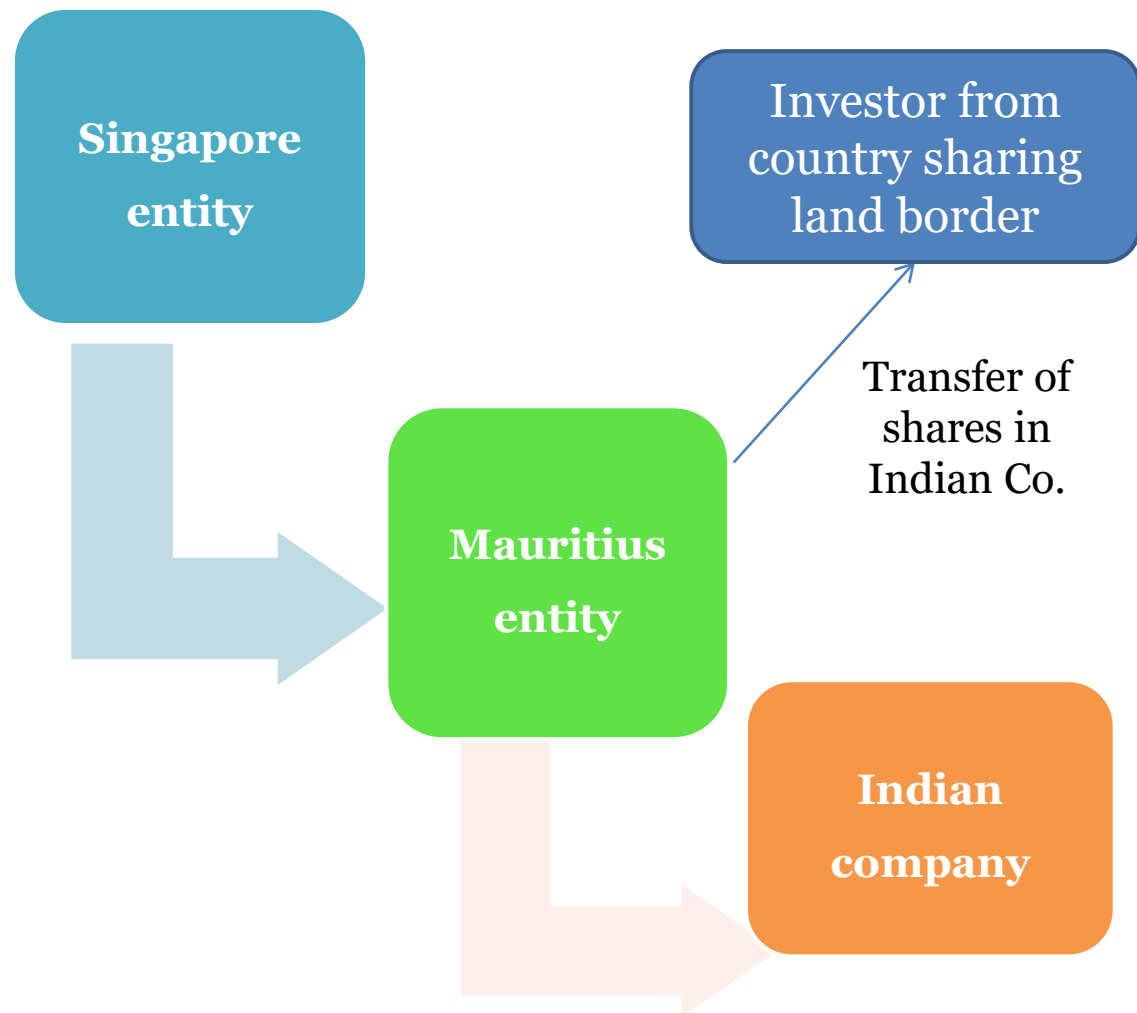 Singapore
entity
Investor from
country sharing
land border
Transfer of
shares in
Indian Co.
Mauritius
entity
Indian
company